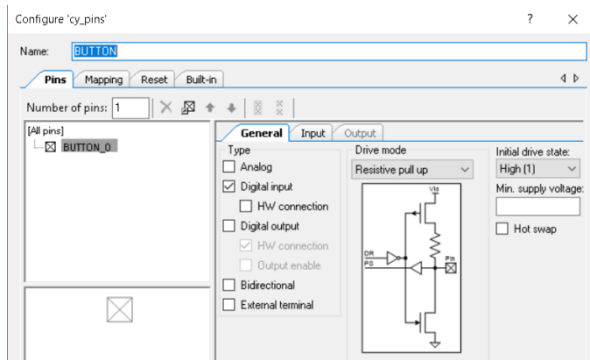 Configure 'cy_pins' ? ×
Name: BUTTON
Pins Mapping Reset Built-in
Number of pins: 1
[All pins]
BUTTON_0
General Input Output
Type
Analog
Digital input
HW connection
Digital output
HW connection
Output enable
Bidirectional
External terminal
Drive mode
Resistive pull up
Vio
DR
PS
Pin
Initial drive state:
High (1)
Min. supply voltage:
Hot swap